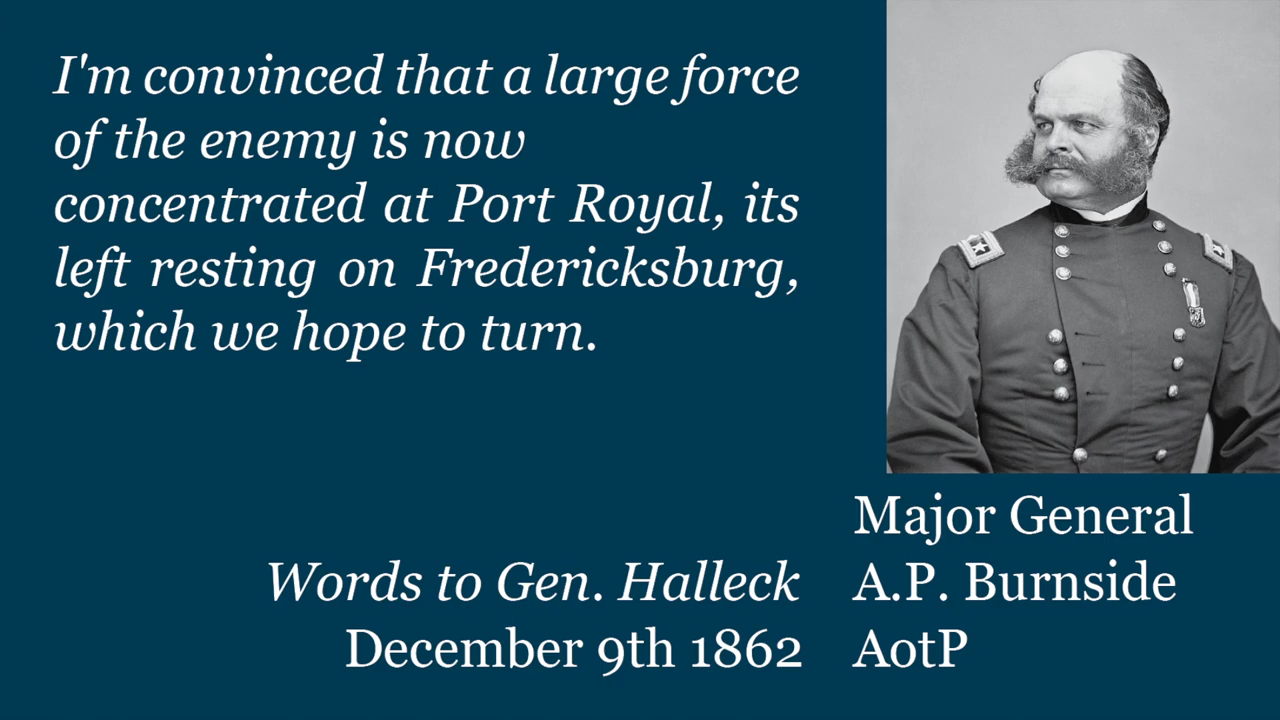 I'm convinced that a large force
of the enemy is now
concentrated at Port Royal, its
left resting on Fredericksburg,
which we hope to turn.
Words to Gen. Halleck
December 9th 1862
Major General
A.P. Burnside
AotP